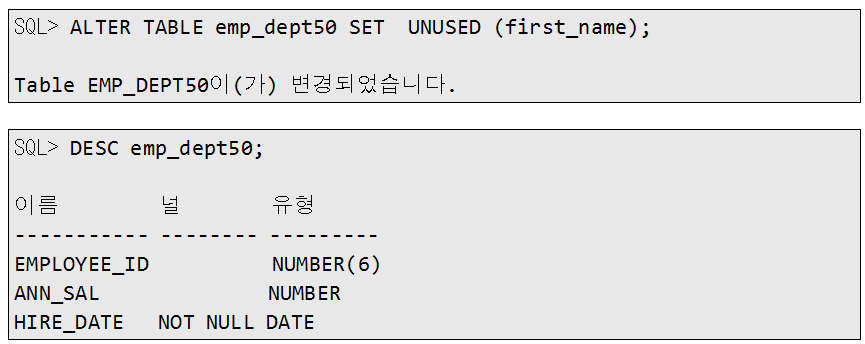 SQL> ALTER TABLE emp_dept50 SET  UNUSED (first_name);
Table EMP_DEPT50이(가) 변경되었습니다.
SQL> DESC emp_dept50;
이름          널        유형
----------- -------- ---------
EMPLOYEE_ID          NUMBER(6)
ANN_SAL              NUMBER
HIRE_DATE   NOT NULL DATE